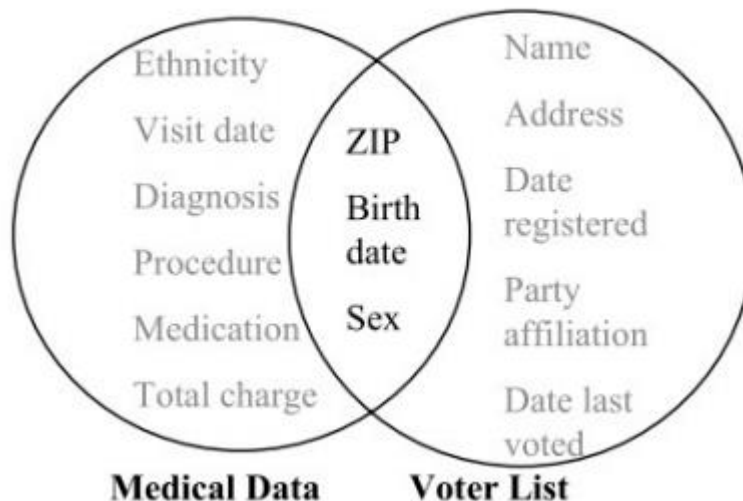 Ethnicity
Visit date
Diagnosis
Procedure
Medication
Total charge
ZIP
Birth
date
Sex
Name
Address
Date
registered
Party
affiliation
Date last
voted
Medical Data
Voter List